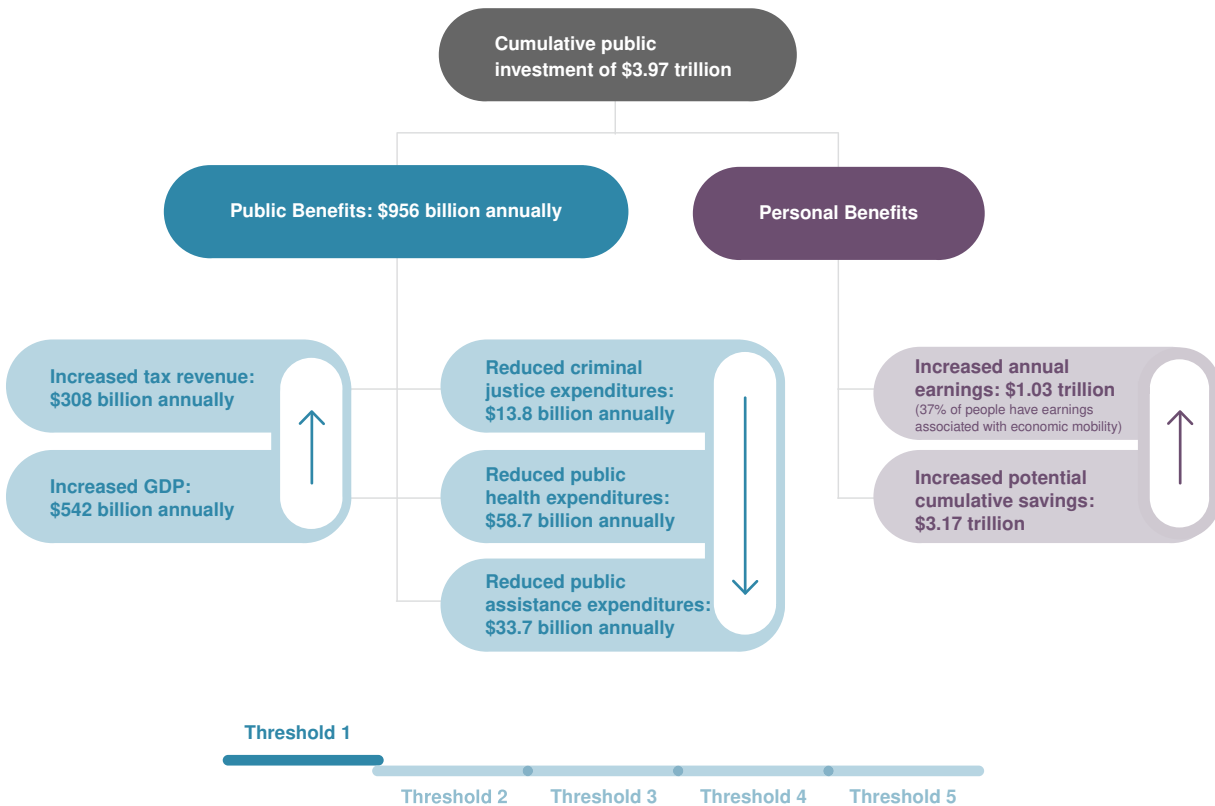 Cumulative public
investment of $3.97 trillion
Public Benefits: $956 billion annually
Personal Benefits
Increased tax revenue:
$308 billion annually
Increased GDP:
$542 billion annually
Reduced criminal
justice expenditures:
$13.8 billion annually
Reduced public
health expenditures:
$58.7 billion annually
Reduced public
assistance expenditures:
$33.7 billion annually
Increased annual
earnings: $1.03 trillion
(37% of people have earnings
associated with economic mobility)
Increased potential
cumulative savings:
$3.17 trillion
Threshold 1
Threshold 2
Threshold 3
Threshold 4
Threshold 5